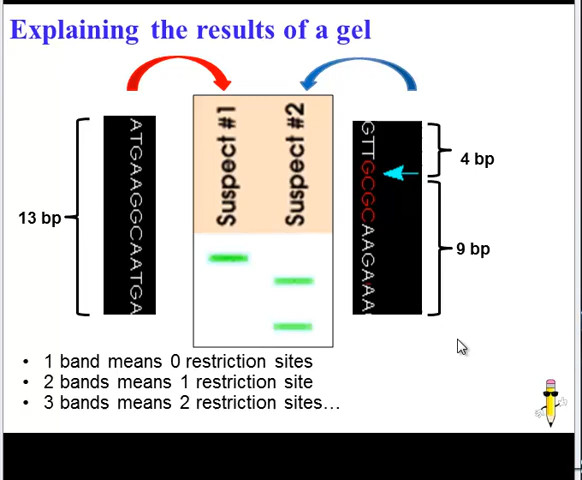 Explaining the results of a gel
13 bp
ATGAAGGCAATGA
Suspect #1
Suspect #2
GTTGCGCAAGAAA
4 bp
9 bp
• 1 band means 0 restriction sites
• 2 bands means 1 restriction site
• 3 bands means 2 restriction sites…